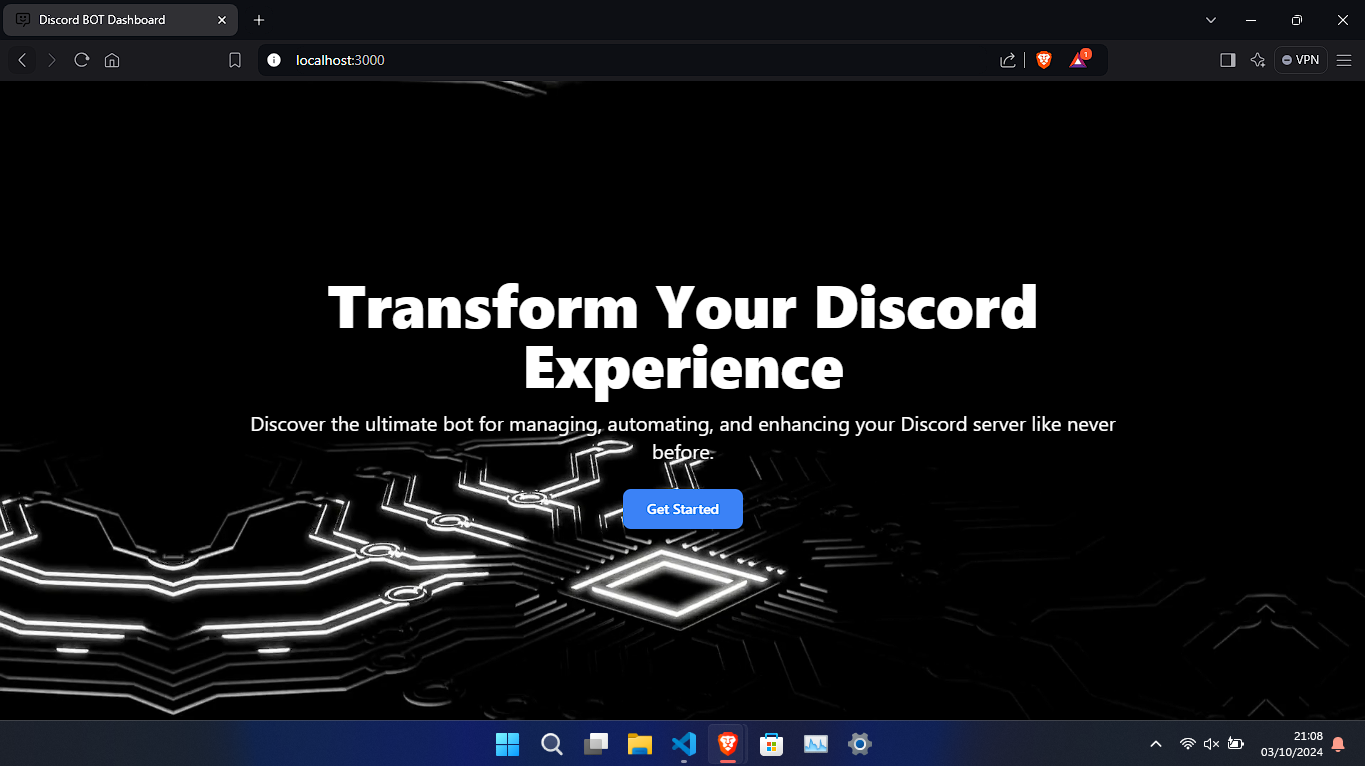 Discord BOT Dashboard
localhost:3000
1
VPN
Transform Your Discord
Experience
Discover the ultimate bot for managing, automating, and enhancing your Discord server like never
before.
Get Started
21:08
03/10/2024